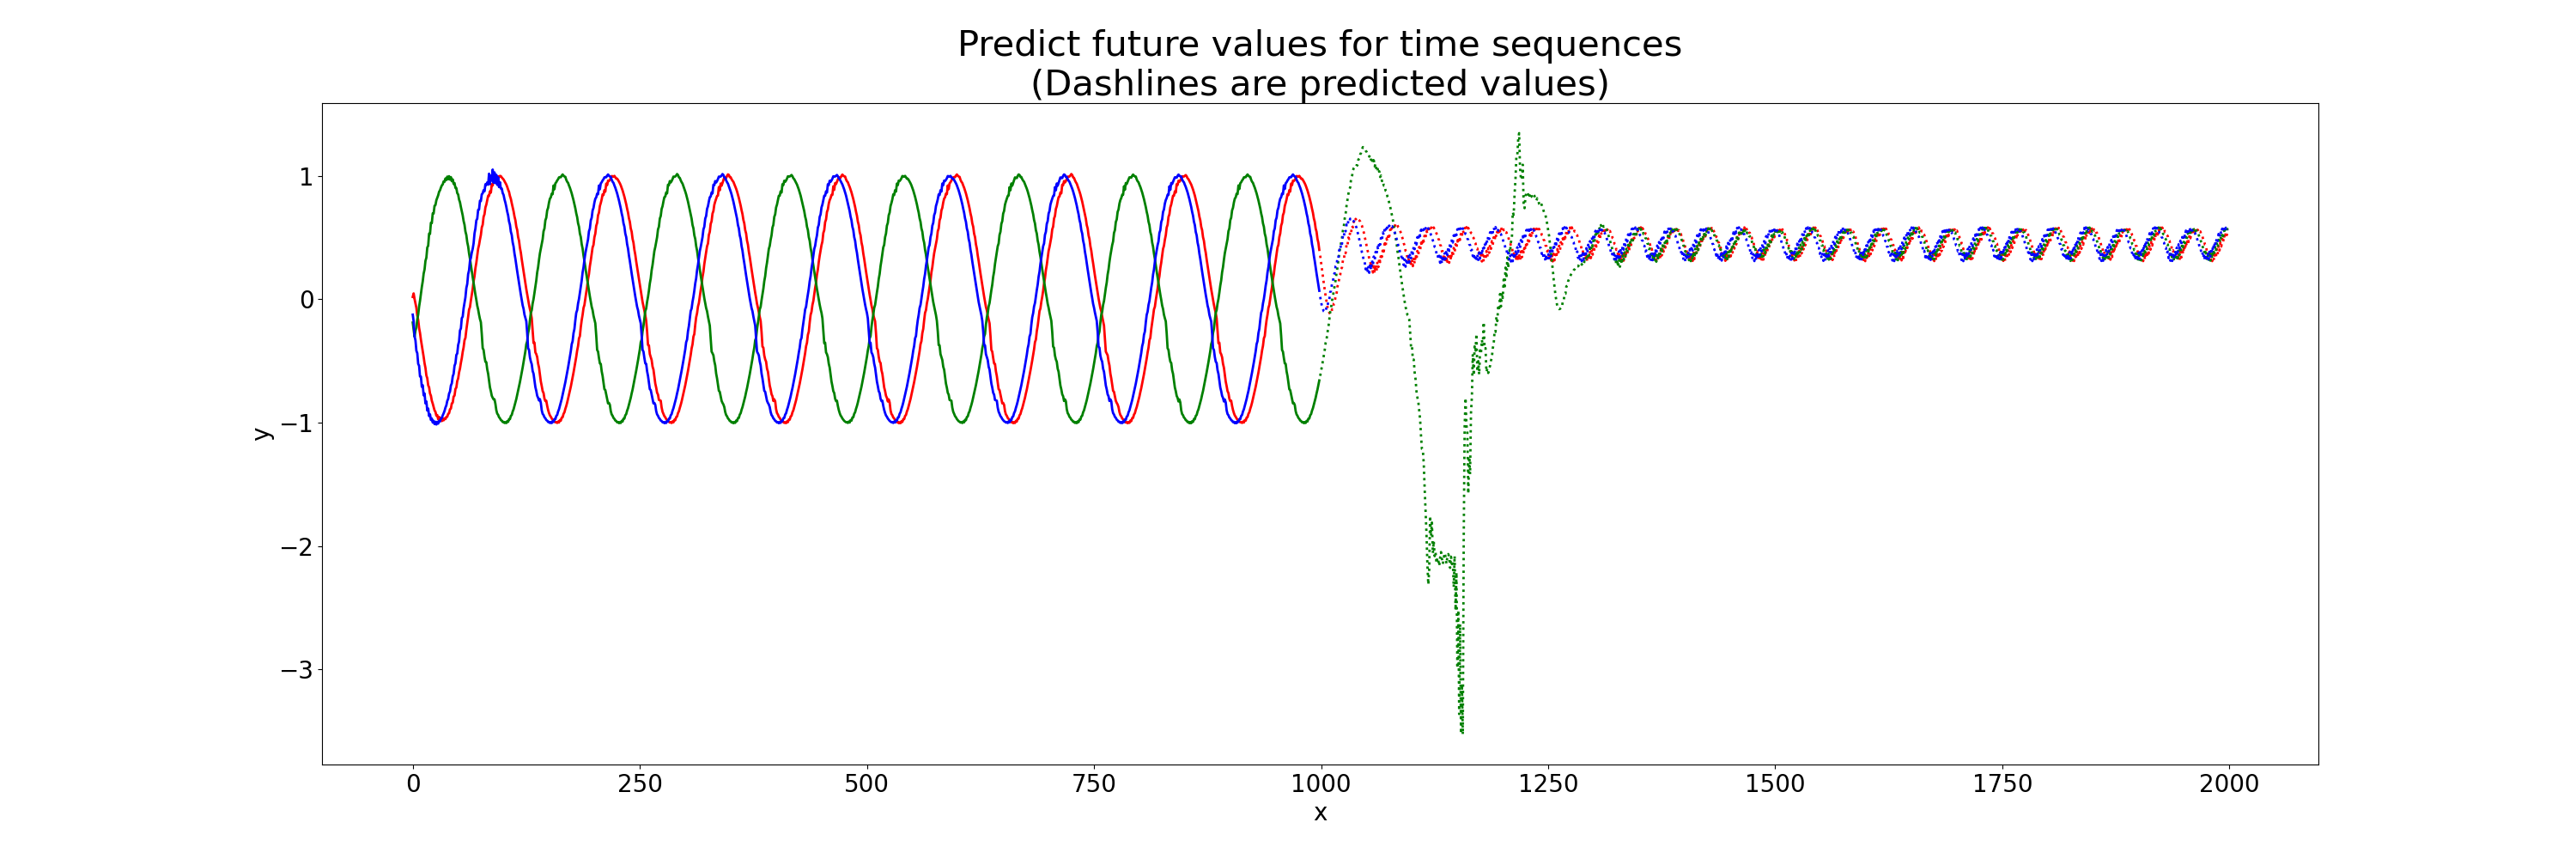 Predict future values for time sequences
(Dashlines are predicted values)
1
0
−1
−2
−3
y
0 250 500 750 1000 1250 1500 1750 2000
x